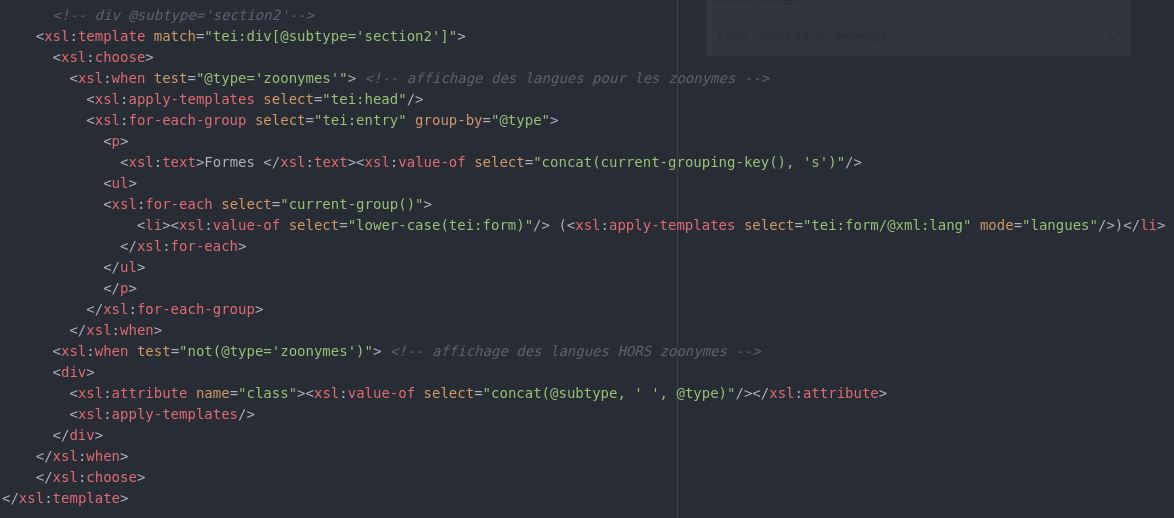 <!-- div @subtype='section2'-->
<xsl:template match="tei:div[@subtype='section2']">
<xsl:choose>
<xsl:when test="@type='zoonymes'"> <!-- affichage des langues pour les zoonymes -->
<xsl:apply-templates select="tei:head"/>
<xsl:for-each-group select="tei:entry" group-by="@type">
<p>
<xsl:text>Formes </xsl:text><xsl:value-of select="concat(current-grouping-key(), 's')"/>
<ul>
<xsl:for-each select="current-group()">
<li><xsl:value-of select="lower-case(tei:form)"/> (<xsl:apply-templates select="tei:form/@xml:lang" mode="langues"/>)</li>
</xsl:for-each>
</ul>
</p>
</xsl:for-each-group>
</xsl:when>
<xsl:when test="not(@type='zoonymes')"> <!-- affichage des langues HORS zoonymes -->
<div>
<xsl:attribute name="class"><xsl:value-of select="concat(@subtype, ' ', @type)"/></xsl:attribute>
<xsl:apply-templates/>
</div>
</xsl:when>
</xsl:choose>
</xsl:template>
L'outil Capture d'écran déménage...